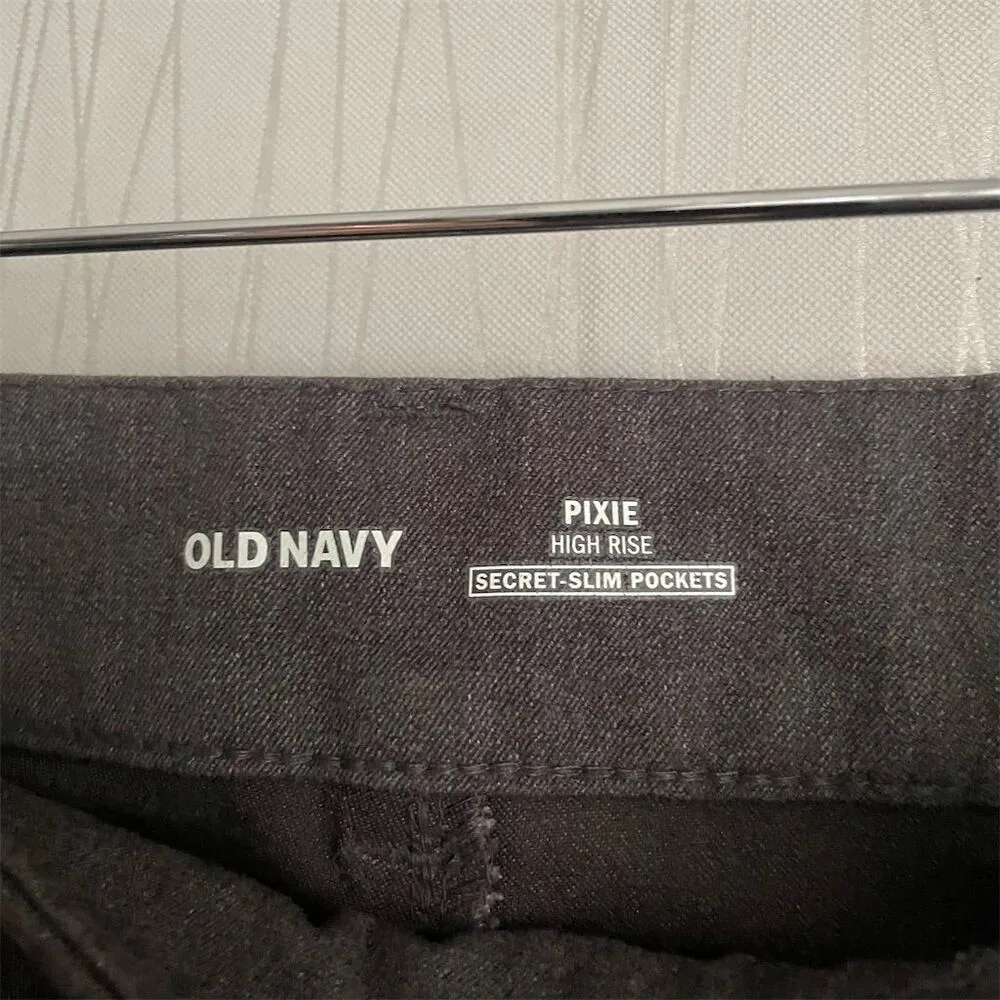 OLD NAVY
PIXIE
HIGH RISE
SECRET-SLIM POCKETS